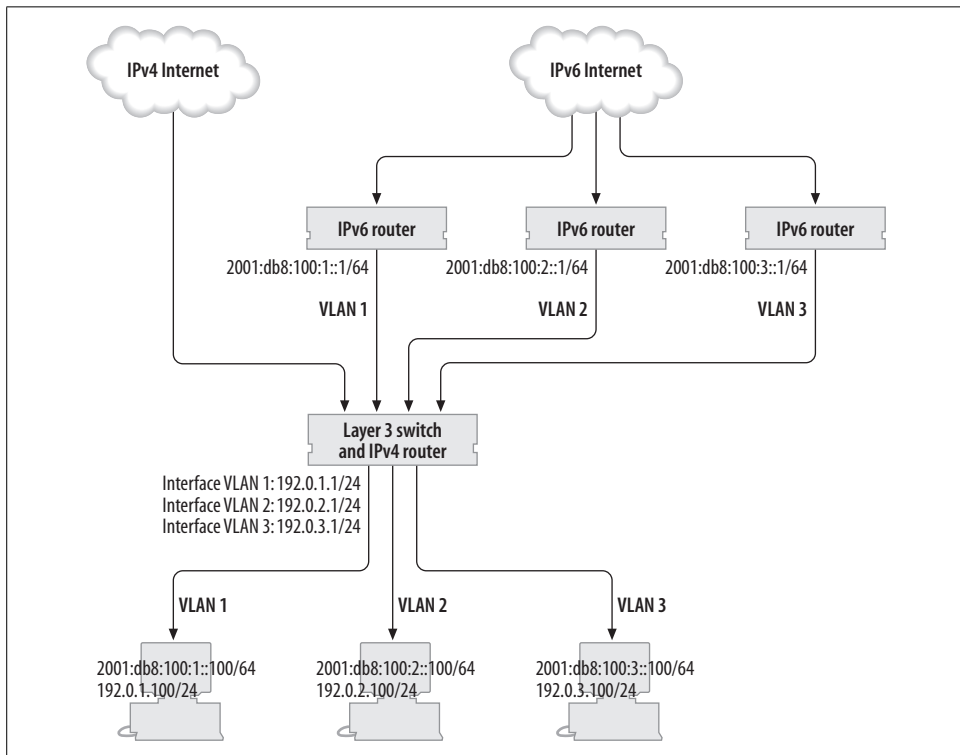 IPv4 Internet
IPv6 Internet
IPv6 router
IPv6 router
IPv6 router
2001:db8:100:1::1/64
2001:db8:100:2::1/64
2001:db8:100:3::1/64
VLAN 1
VLAN 2
VLAN 3
Layer 3 switch
and IPv4 router
Interface VLAN 1: 192.0.1.1/24
Interface VLAN 2: 192.0.2.1/24
Interface VLAN 3: 192.0.3.1/24
VLAN 1
VLAN 2
VLAN 3
2001:db8:100:1::100/64
192.0.1.100/24
2001:db8:100:2::100/64
192.0.2.100/24
2001:db8:100:3::100/64
192.0.3.100/24